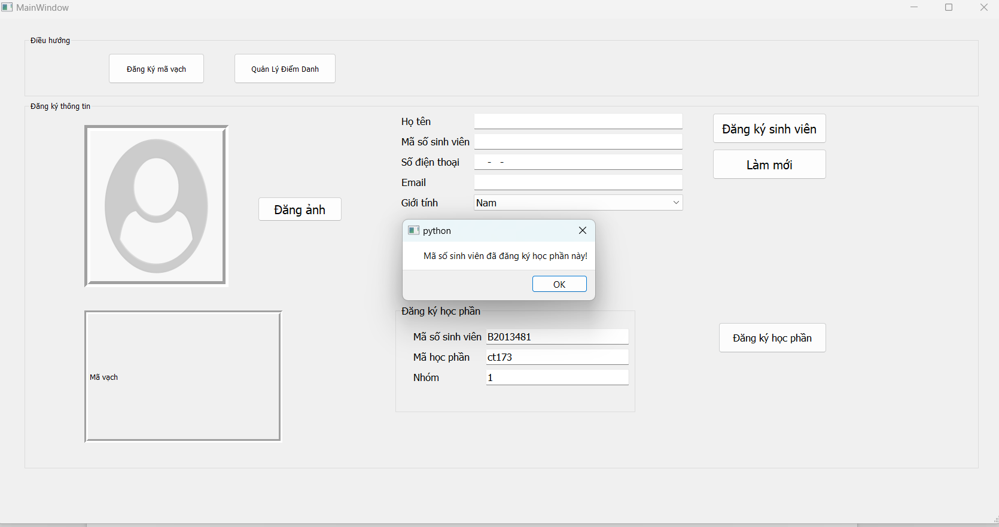 MainWindow
Điều hướng
Đăng Ký mã vạch
Quản Lý Điểm Danh
Đăng ký thông tin
Họ tên
Mã số sinh viên
Số điện thoại - -
Email
Giới tính Nam
Đăng ký sinh viên
Làm mới
Đăng ảnh
python
Mã số sinh viên đã đăng ký học phần này!
OK
Đăng ký học phần
Mã số sinh viên B2013481
Mã học phần ct173
Nhóm 1
Đăng ký học phần
Mã vạch